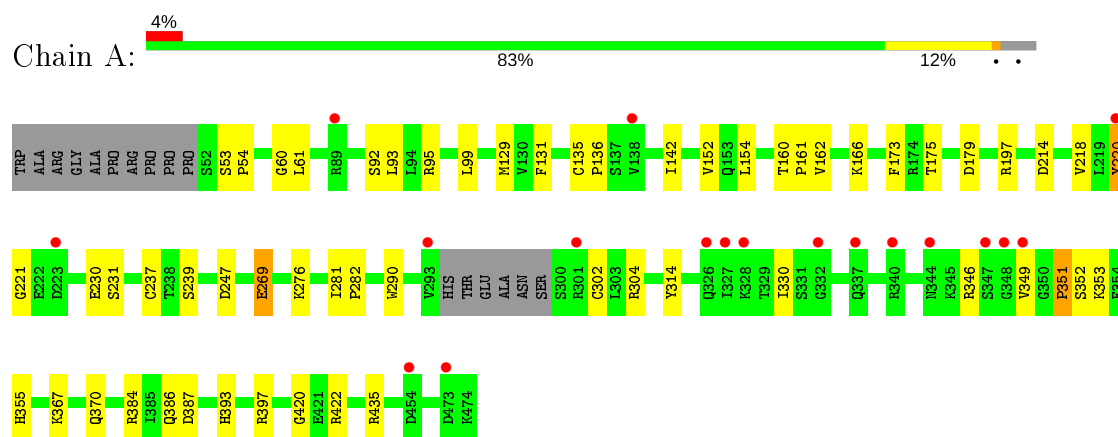 4%
Chain A:
83% 12% • •
TRP ALA ARG GLY ALA PRO ARG PRO PRO PRO S52 S53 P54 G60 L61 R89 S92 L93 L94 R95 L99 M129 V130 F131 C135 P136 S137 V138 I142 V152 Q153 L154 T160 P161 V162 K166 F173 R174 T175 D179 R197 D214 V218 L219 Y220
G221 E222 D223 E230 S231 C237 T238 S239 D247 E269 K276 I281 P282 W290 V293 HIS THR GLU ALA ASN SER S300 R301 C302 L303 R304 Y314 Q326 I327 K328 T329 I330 S331 G332 Q337 R340 N344 K345 R346 S347 G348 V349 G350 P351 S352 K353 E354
H355 K367 Q370 R384 I385 Q386 D387 H393 R397 G420 E421 R422 R435 D454 D473 K474